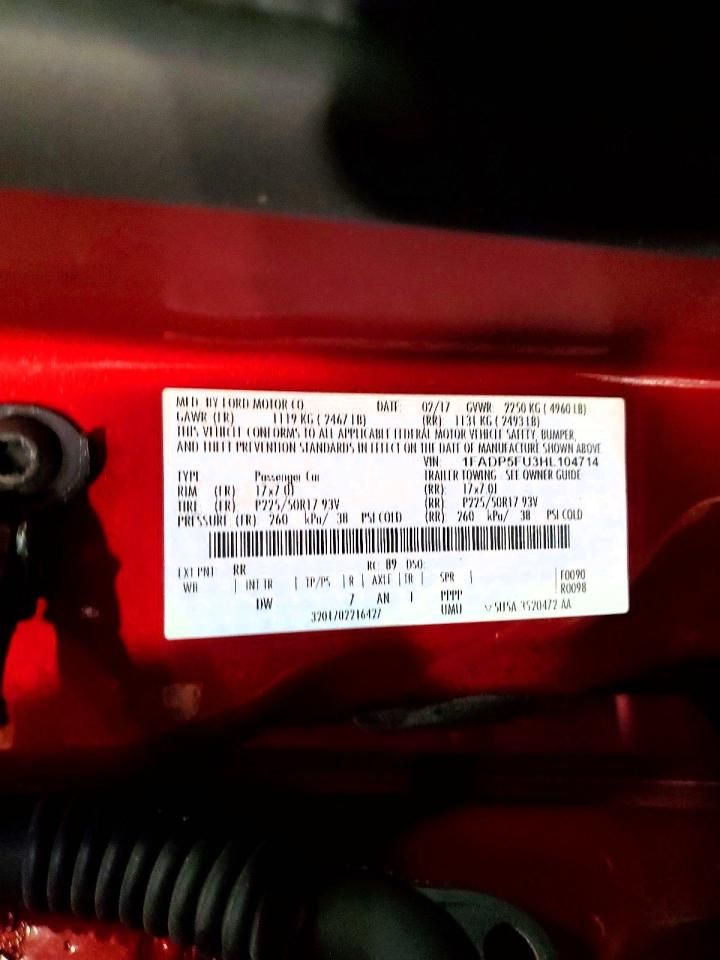 MFD. BY FORD MOTOR CO. DATE: 02/17 GVWR: 2250 KG ( 4960 LB)
GAWR (FR) 1119 KG ( 2467 LB) (RR): 1131 KG ( 2493 LB)
THIS VEHICLE CONFORMS TO ALL APPLICABLE FEDERAL MOTOR VEHICLE SAFETY, BUMPER,
AND THEFT PREVENTION STANDARDS IN EFFECT ON THE DATE OF MANUFACTURE SHOWN ABOVE.
VIN: 1FADP5FU3HL104714
TYPE Passenger Car TRAILER TOWING - SEE OWNER GUIDE
RIM (FR) 17x7.0J (RR): 17x7.0J
TIRE (FR) P225/50R17 93V (RR): P225/50R17 93V
PRESSURE (FR) 260 kPa/ 38 PSI COLD (RR) 260 kPa/ 38 PSI COLD
EXT PNT: RR RC: 89 DSO:
WB INT TR TP/PS R AXLE TR SPR F0090
R0098
DW 7 AN I PPPP
UMU
32017022716427 5U5A 3520472 AA